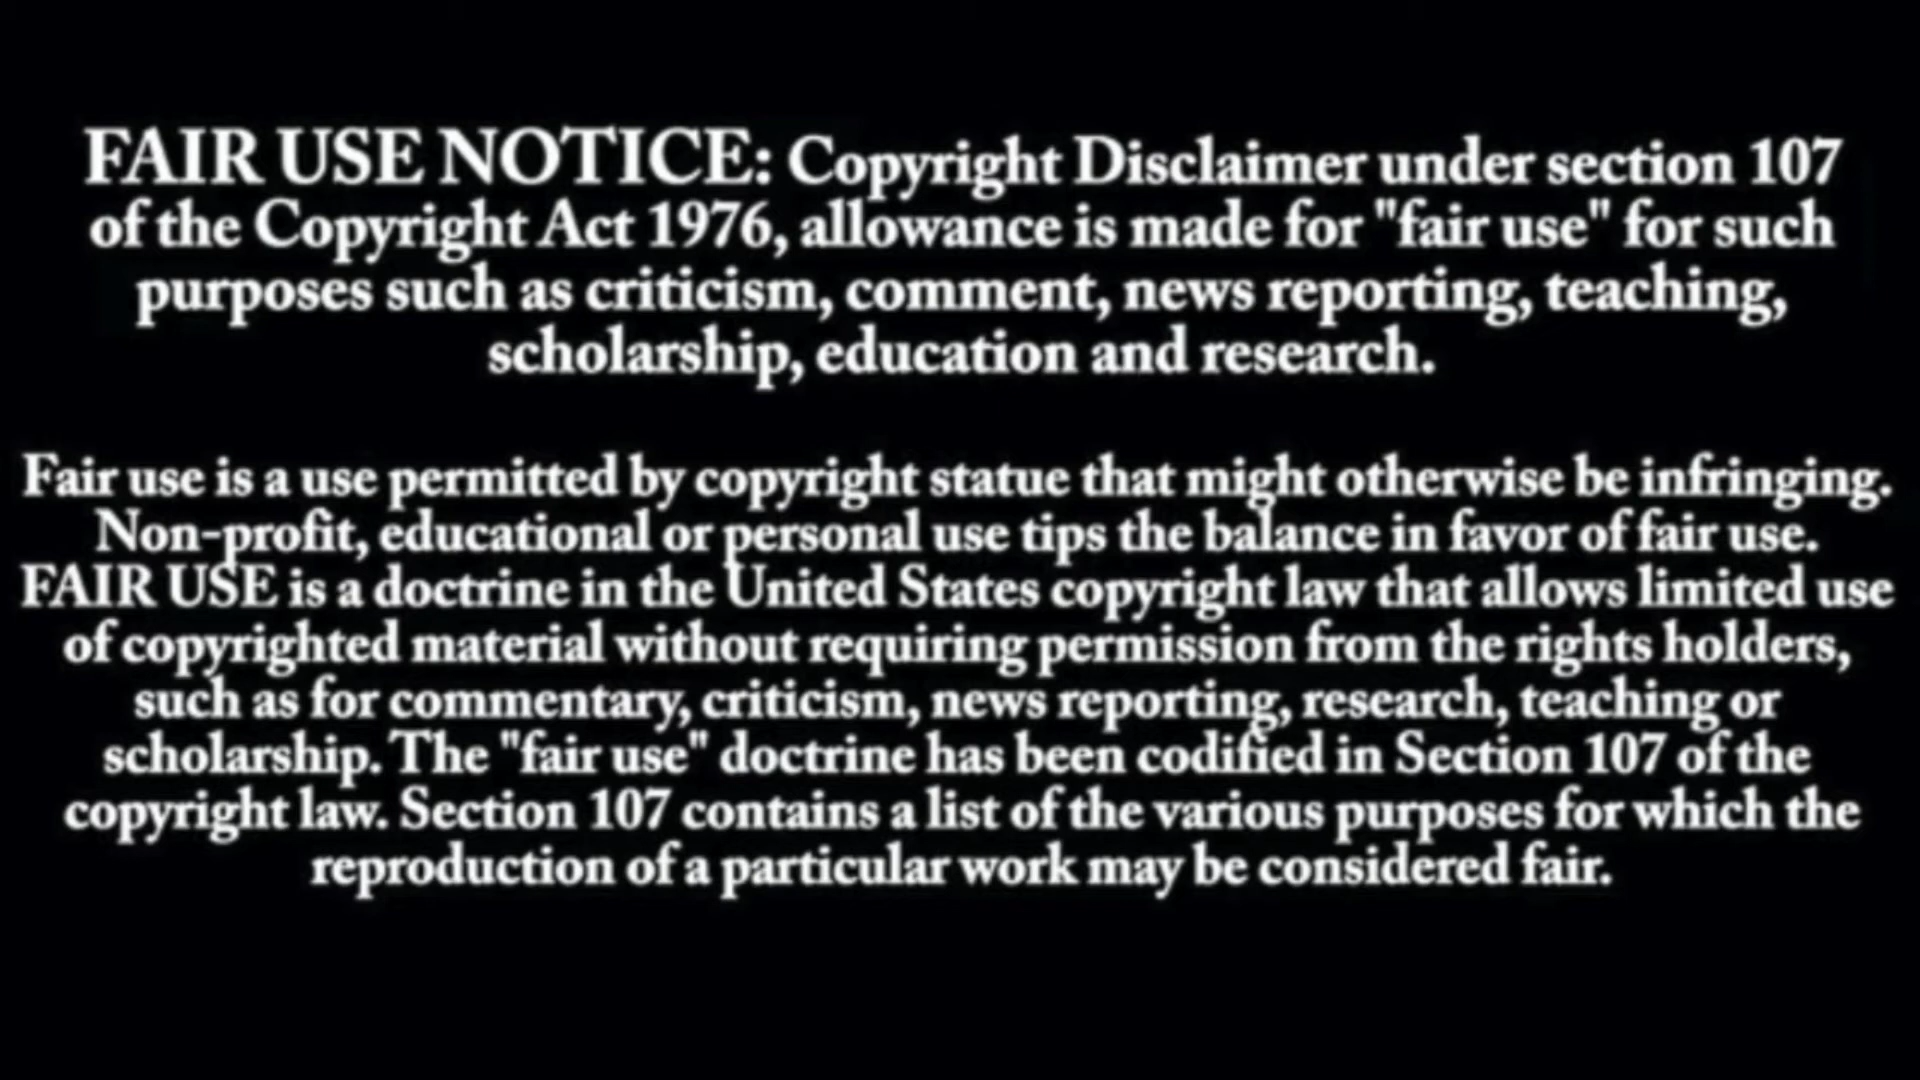 FAIR USE NOTICE: Copyright Disclaimer under section 107
of the Copyright Act 1976, allowance is made for "fair use" for such
purposes such as criticism, comment, news reporting, teaching,
scholarship, education and research.
Fair use is a use permitted by copyright statue that might otherwise be infringing.
Non-profit, educational or personal use tips the balance in favor of fair use.
FAIR USE is a doctrine in the United States copyright law that allows limited use
of copyrighted material without requiring permission from the rights holders,
such as for commentary, criticism, news reporting, research, teaching or
scholarship. The "fair use" doctrine has been codified in Section 107 of the
copyright law. Section 107 contains a list of the various purposes for which the
reproduction of a particular work may be considered fair.